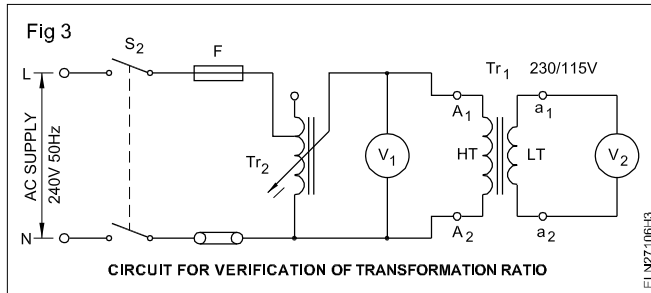 Fig 3
S2
F
L
Tr1 230/115V
A1
a1
AC SUPPLY
240V 50Hz
Tr2
V1
HT
LT
V2
N
A2
a2
CIRCUIT FOR VERIFICATION OF TRANSFORMATION RATIO
ELN27106H3